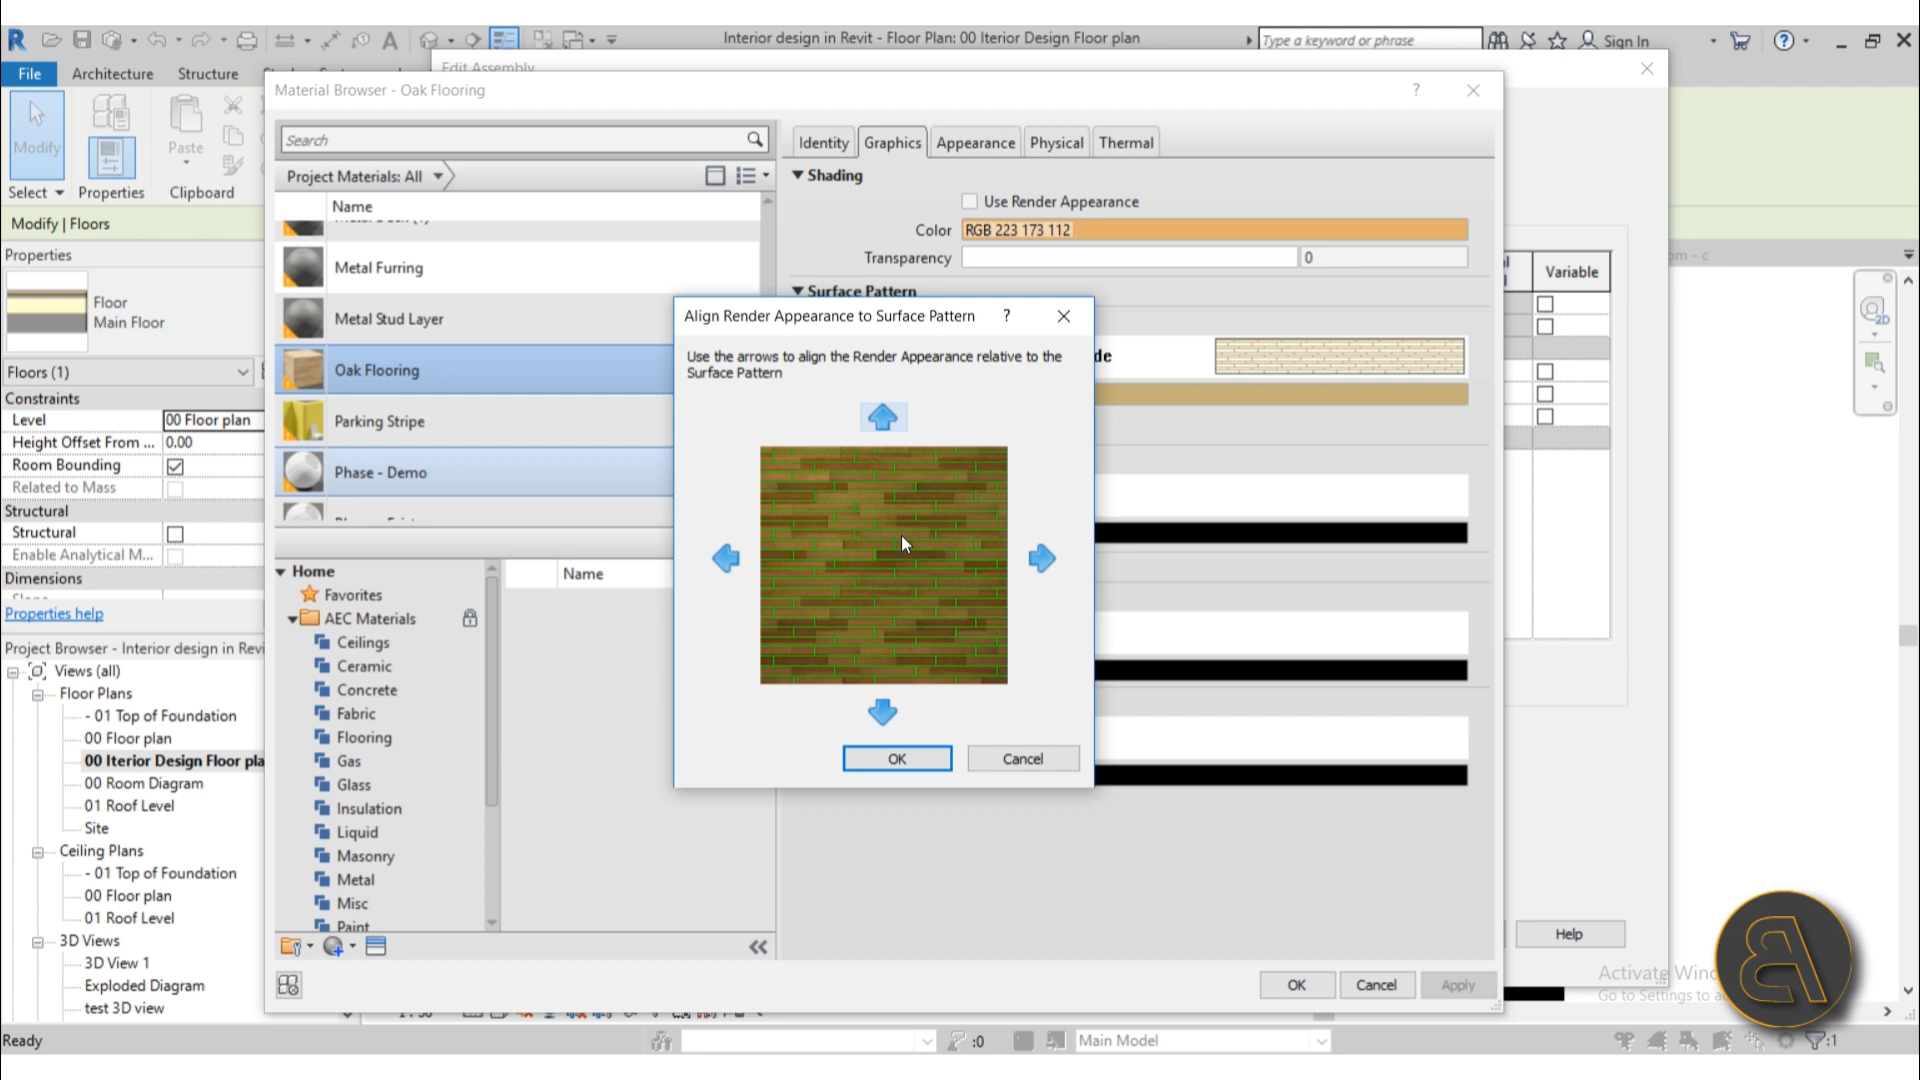 Interior design in Revit - Floor Plan: 00 Iterior Design Floor plan
Type a keyword or phrase
Sign In
File
Architecture
Structure
Edit Assembly
Modify
Paste
Select
Properties
Clipboard
Modify | Floors
Properties
Floor
Main Floor
Floors (1)
Constraints
Level
00 Floor plan
Height Offset From ...
0.00
Room Bounding
Related to Mass
Structural
Structural
Enable Analytical M...
Dimensions
Properties help
Project Browser - Interior design in Revi
Views (all)
Floor Plans
- 01 Top of Foundation
00 Floor plan
00 Iterior Design Floor pla
00 Room Diagram
01 Roof Level
Site
Ceiling Plans
- 01 Top of Foundation
00 Floor plan
01 Roof Level
3D Views
3D View 1
Exploded Diagram
test 3D view
Ready
Material Browser - Oak Flooring
?
Search
Project Materials: All
Name
Metal Furring
Metal Stud Layer
Oak Flooring
Parking Stripe
Phase - Demo
Home
Favorites
AEC Materials
Ceilings
Ceramic
Concrete
Fabric
Flooring
Gas
Glass
Insulation
Liquid
Masonry
Metal
Misc
Paint
Name
Identity
Graphics
Appearance
Physical
Thermal
Shading
Use Render Appearance
Color
RGB 223 173 112
Transparency
0
Surface Pattern
de
Align Render Appearance to Surface Pattern
?
Use the arrows to align the Render Appearance relative to the
Surface Pattern
OK
Cancel
OK
Cancel
Apply
Variable
Help
2D
:0
Main Model
:1